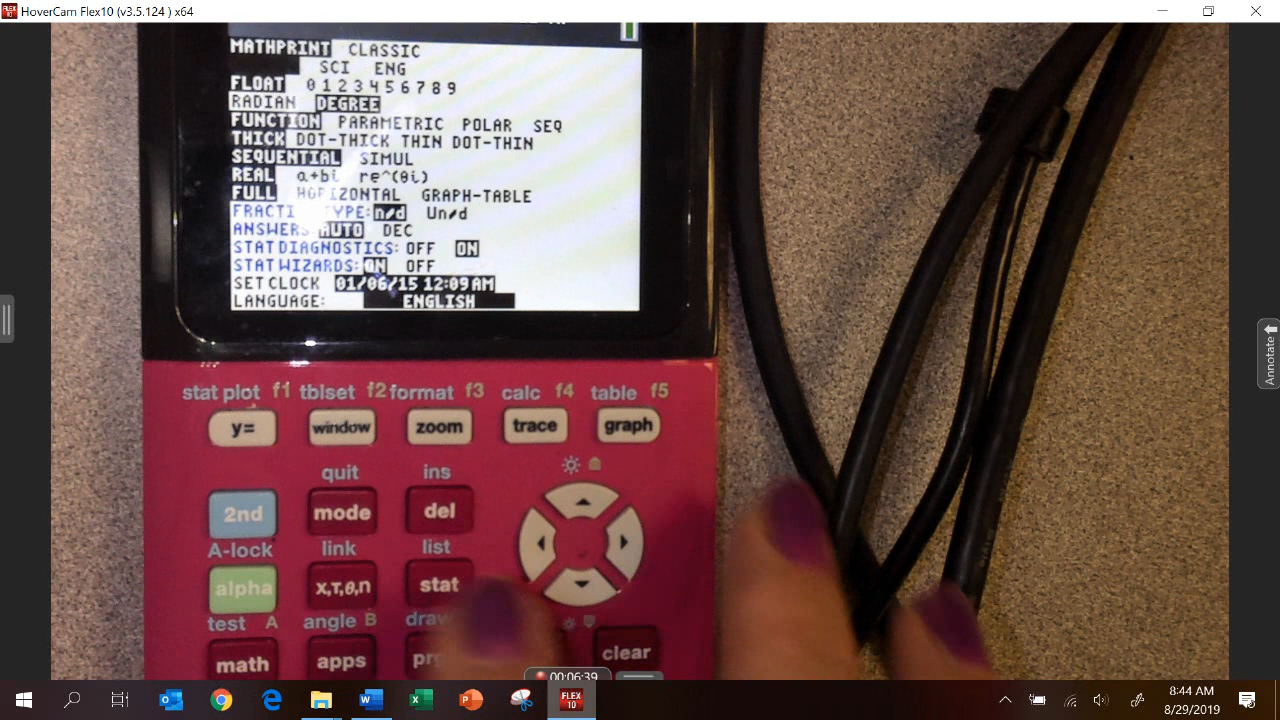 FLEX 10 HoverCam Flex10 (v3.5.124 ) x64
MATHPRINT CLASSIC
SCI ENG
FLOAT 0 1 2 3 4 5 6 7 8 9
RADIAN DEGREE
FUNCTION PARAMETRIC POLAR SEQ
THICK DOT-THICK THIN DOT-THIN
SEQUENTIAL SIMUL
REAL a+bi re^(θi)
FULL HORIZONTAL GRAPH-TABLE
n/d Un/d
ANSWERS: AUTO DEC
STAT DIAGNOSTICS: OFF ON
STAT WIZARDS: ON OFF
SET CLOCK 01/06/15 12:09 AM
LANGUAGE: ENGLISH
stat plot f1 tblset f2 format f3 calc f4 table f5
y= window zoom trace graph
quit ins
2nd mode del
A-lock link list
alpha x,T,θ,n stat
test A angle B
math apps clear
Annotate
00:06:39
FLEX 10
8:44 AM
8/29/2019